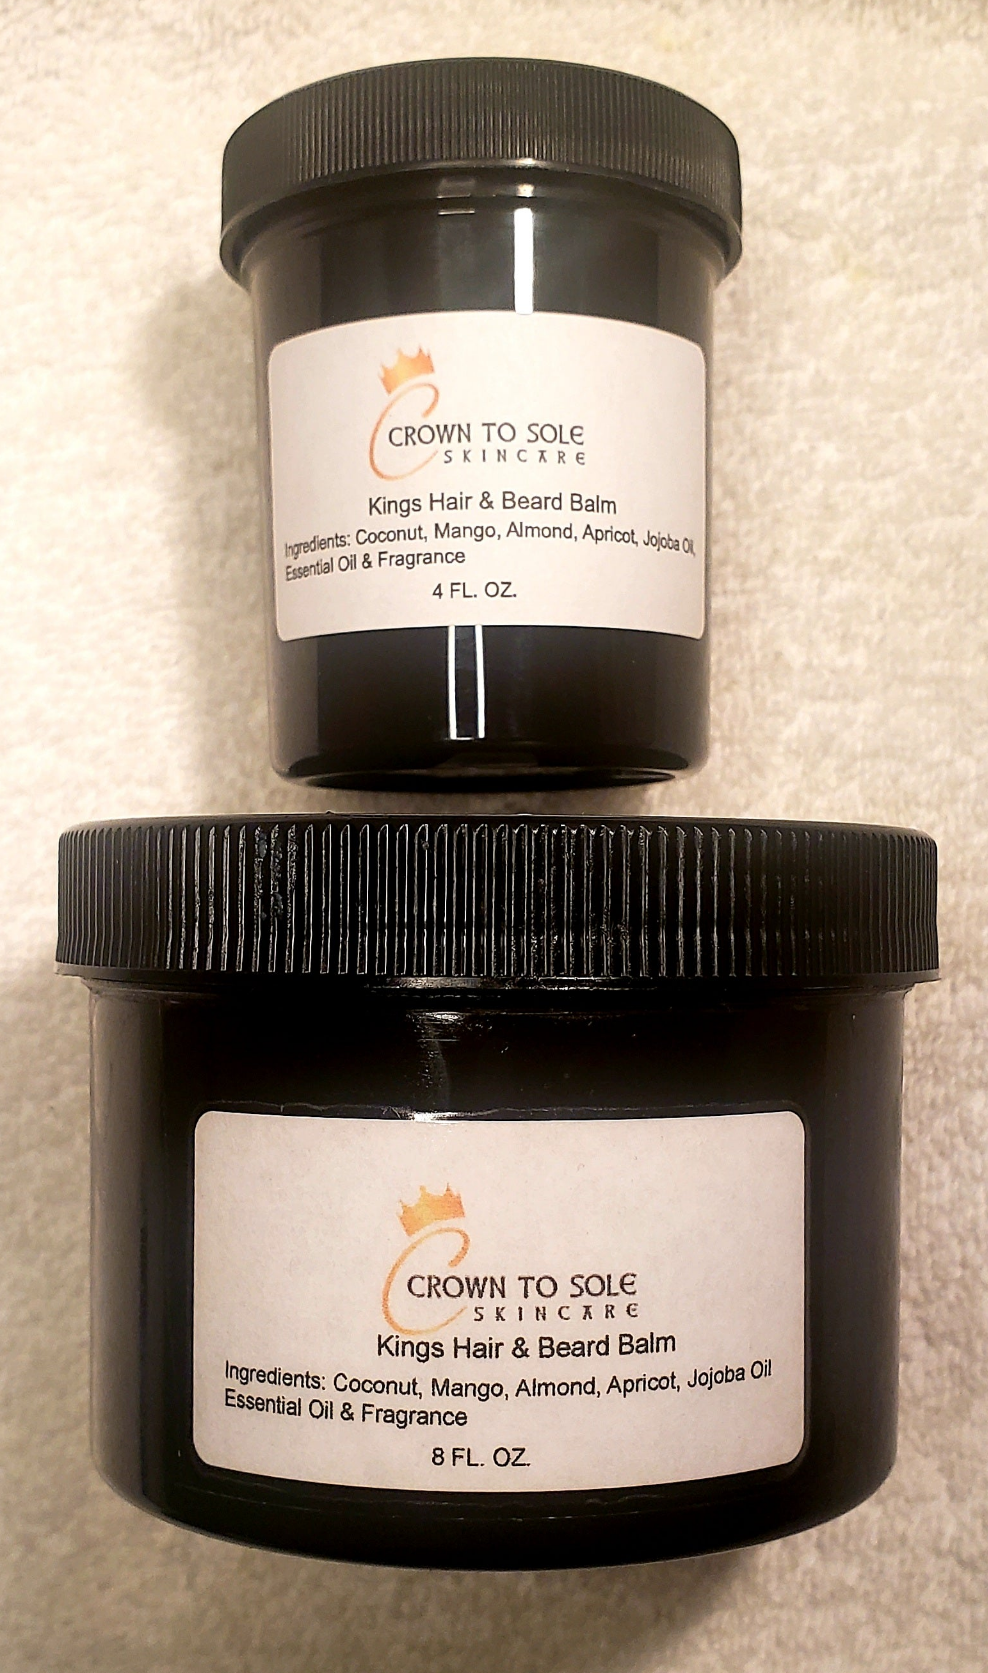 CROWN TO SOLE
SKINCARE
Kings Hair & Beard Balm
Ingredients: Coconut, Mango, Almond, Apricot, Jojoba Oil,
Essential Oil & Fragrance
4 FL. OZ.
CROWN TO SOLE
SKINCARE
Kings Hair & Beard Balm
Ingredients: Coconut, Mango, Almond, Apricot, Jojoba Oil
Essential Oil & Fragrance
8 FL. OZ.